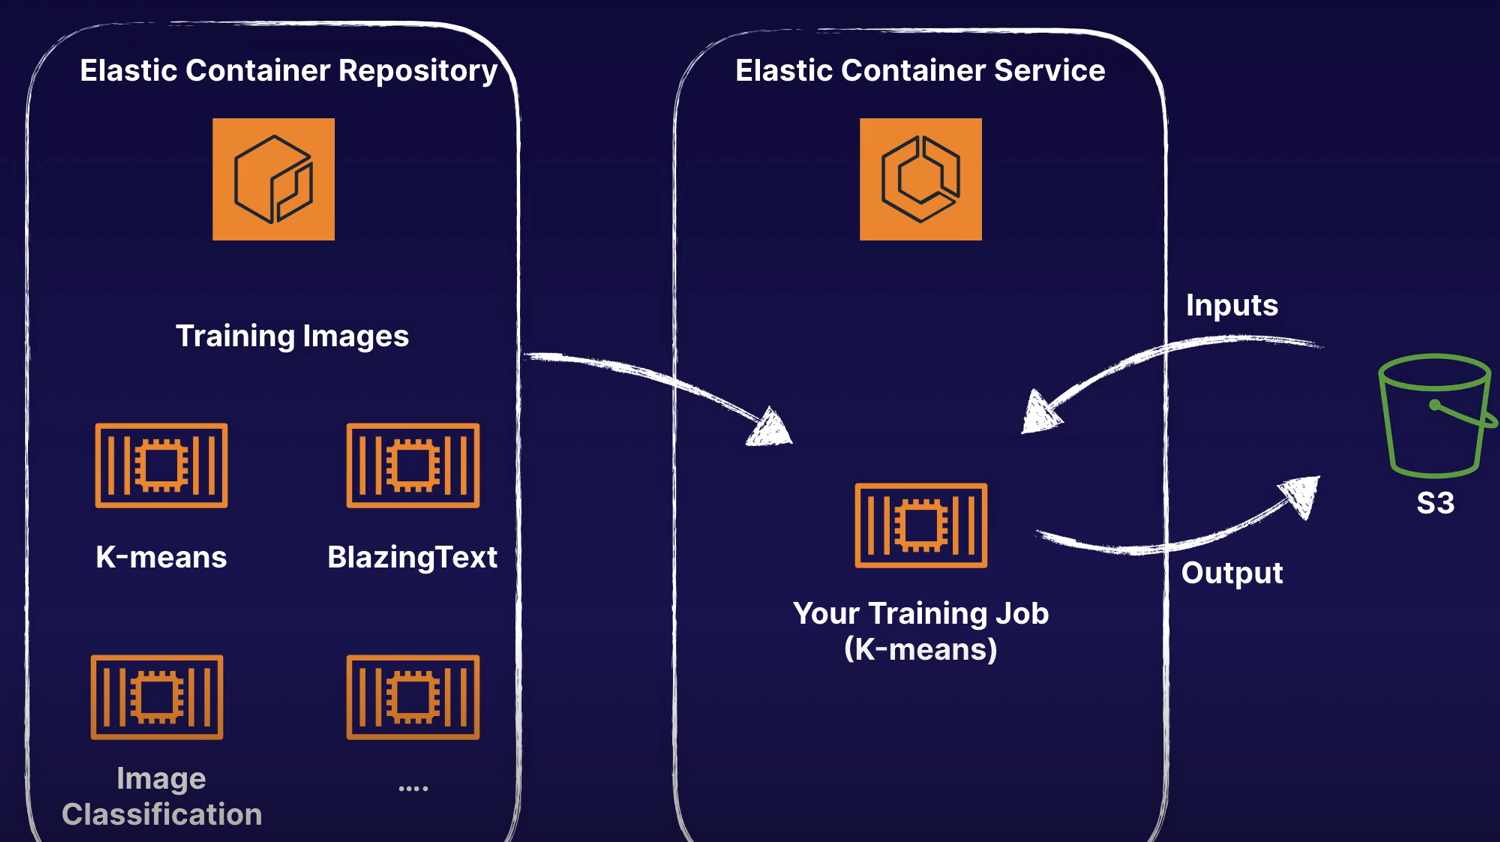 Elastic Container Repository
Elastic Container Service
Training Images
Inputs
S3
K-means
BlazingText
Output
Your Training Job
(K-means)
Image
Classification
....